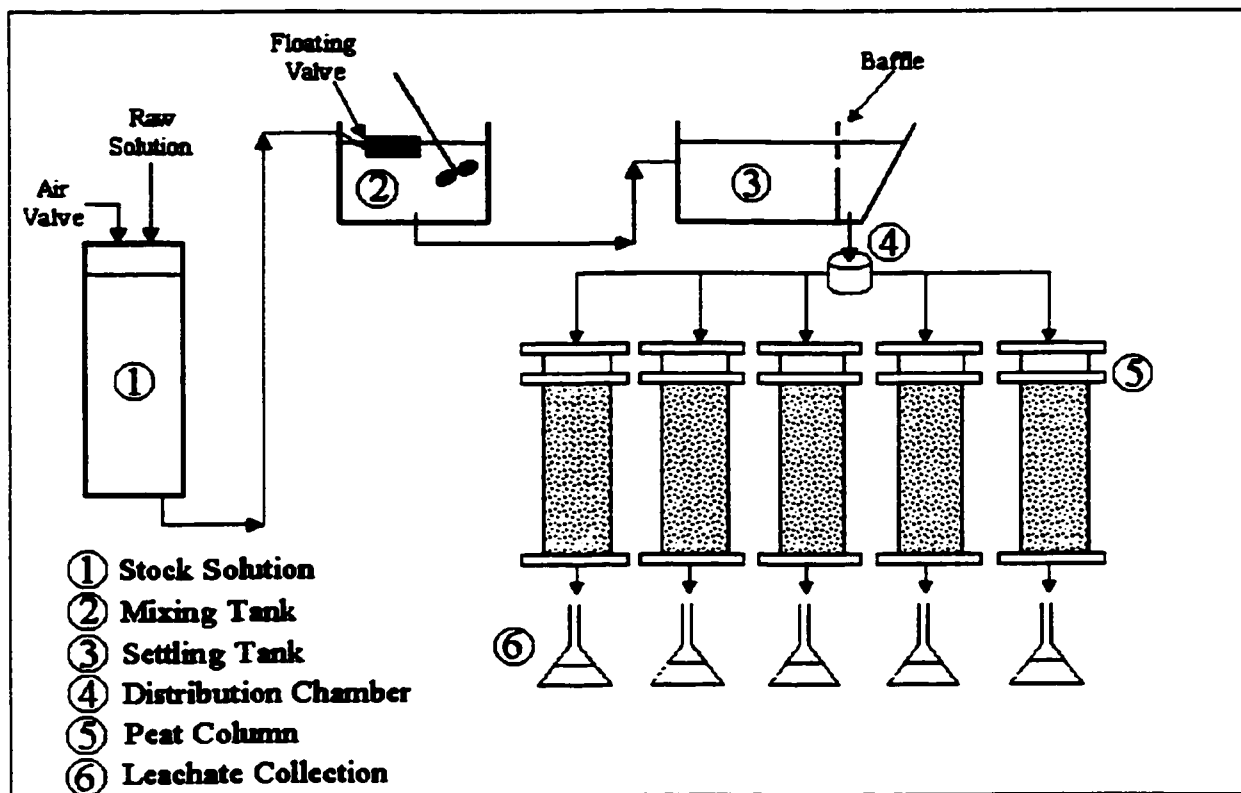 Floating
Valve
Baffle
Raw
Solution
Air
Valve
①
②
③
④
⑤
⑥
① Stock Solution
② Mixing Tank
③ Settling Tank
④ Distribution Chamber
⑤ Peat Column
⑥ Leachate Collection